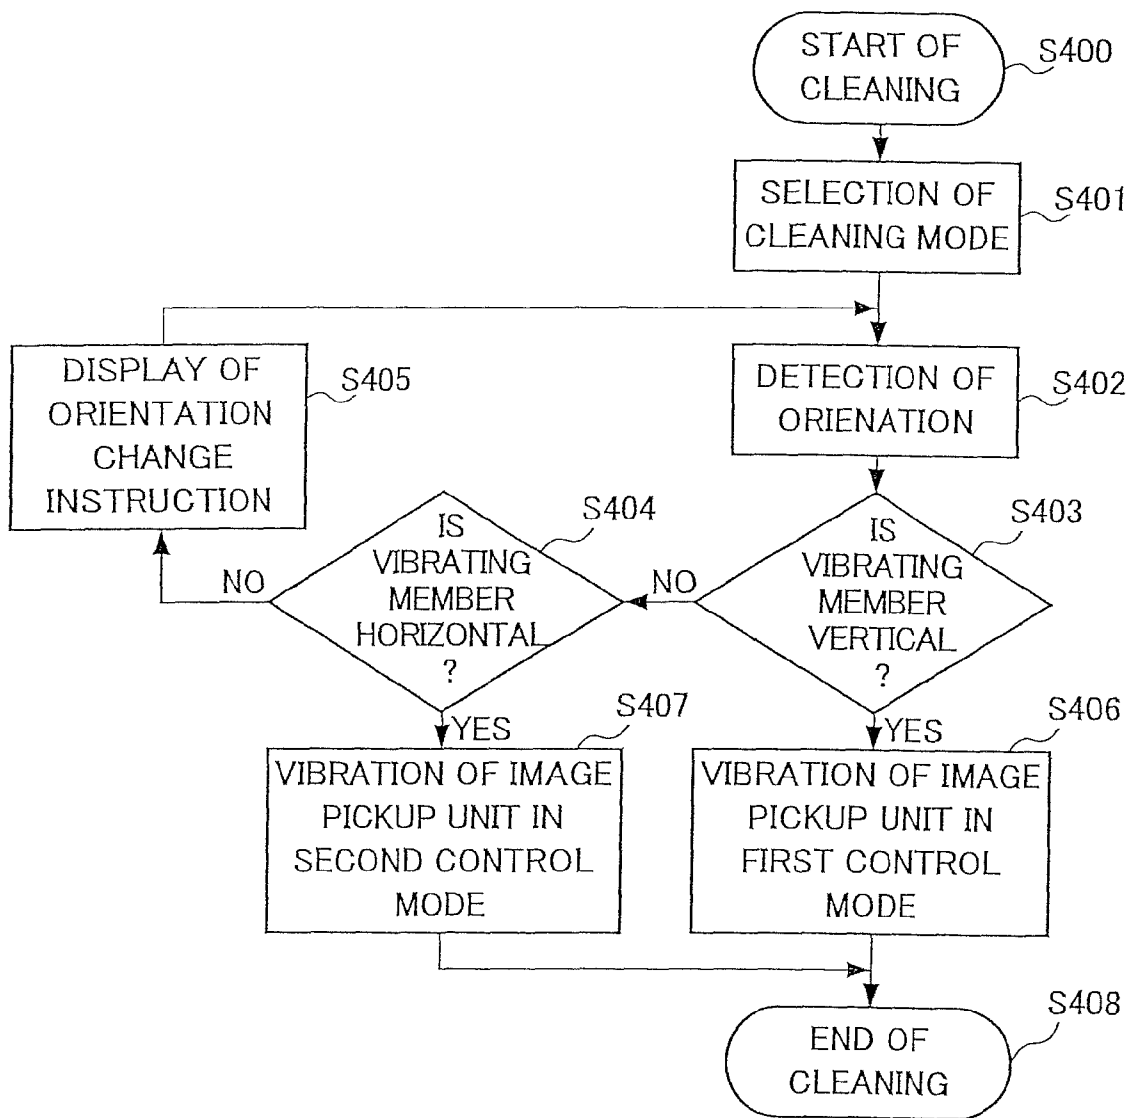 START OF
CLEANING
S400
SELECTION OF
CLEANING MODE
S401
DETECTION OF
ORIENATION
S402
DISPLAY OF
ORIENTATION
CHANGE
INSTRUCTION
S405
IS
VIBRATING
MEMBER
VERTICAL
?
S403
NO
IS
VIBRATING
MEMBER
HORIZONTAL
?
S404
NO
YES
YES
VIBRATION OF IMAGE
PICKUP UNIT IN
SECOND CONTROL
MODE
S407
VIBRATION OF IMAGE
PICKUP UNIT IN
FIRST CONTROL
MODE
S406
END OF
CLEANING
S408